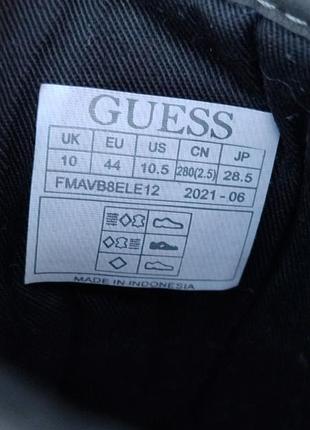 GUESS
UK EU US CN JP
10 44 10.5 280(2.5) 28.5
FMAVB8ELE12 2021-06
MADE IN INDONESIA